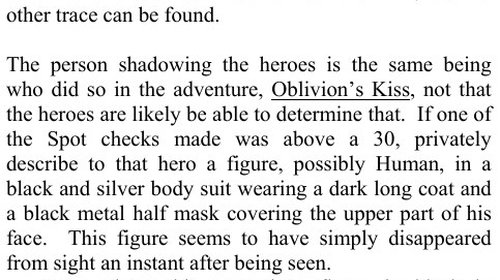 other trace can be found.
The person shadowing the heroes is the same being
who did so in the adventure, Oblivion's Kiss, not that
the heroes are likely be able to determine that. If one of
the Spot checks made was above a 30, privately
describe to that hero a figure, possibly Human, in a
black and silver body suit wearing a dark long coat and
a black metal half mask covering the upper part of his
face. This figure seems to have simply disappeared
from sight an instant after being seen.